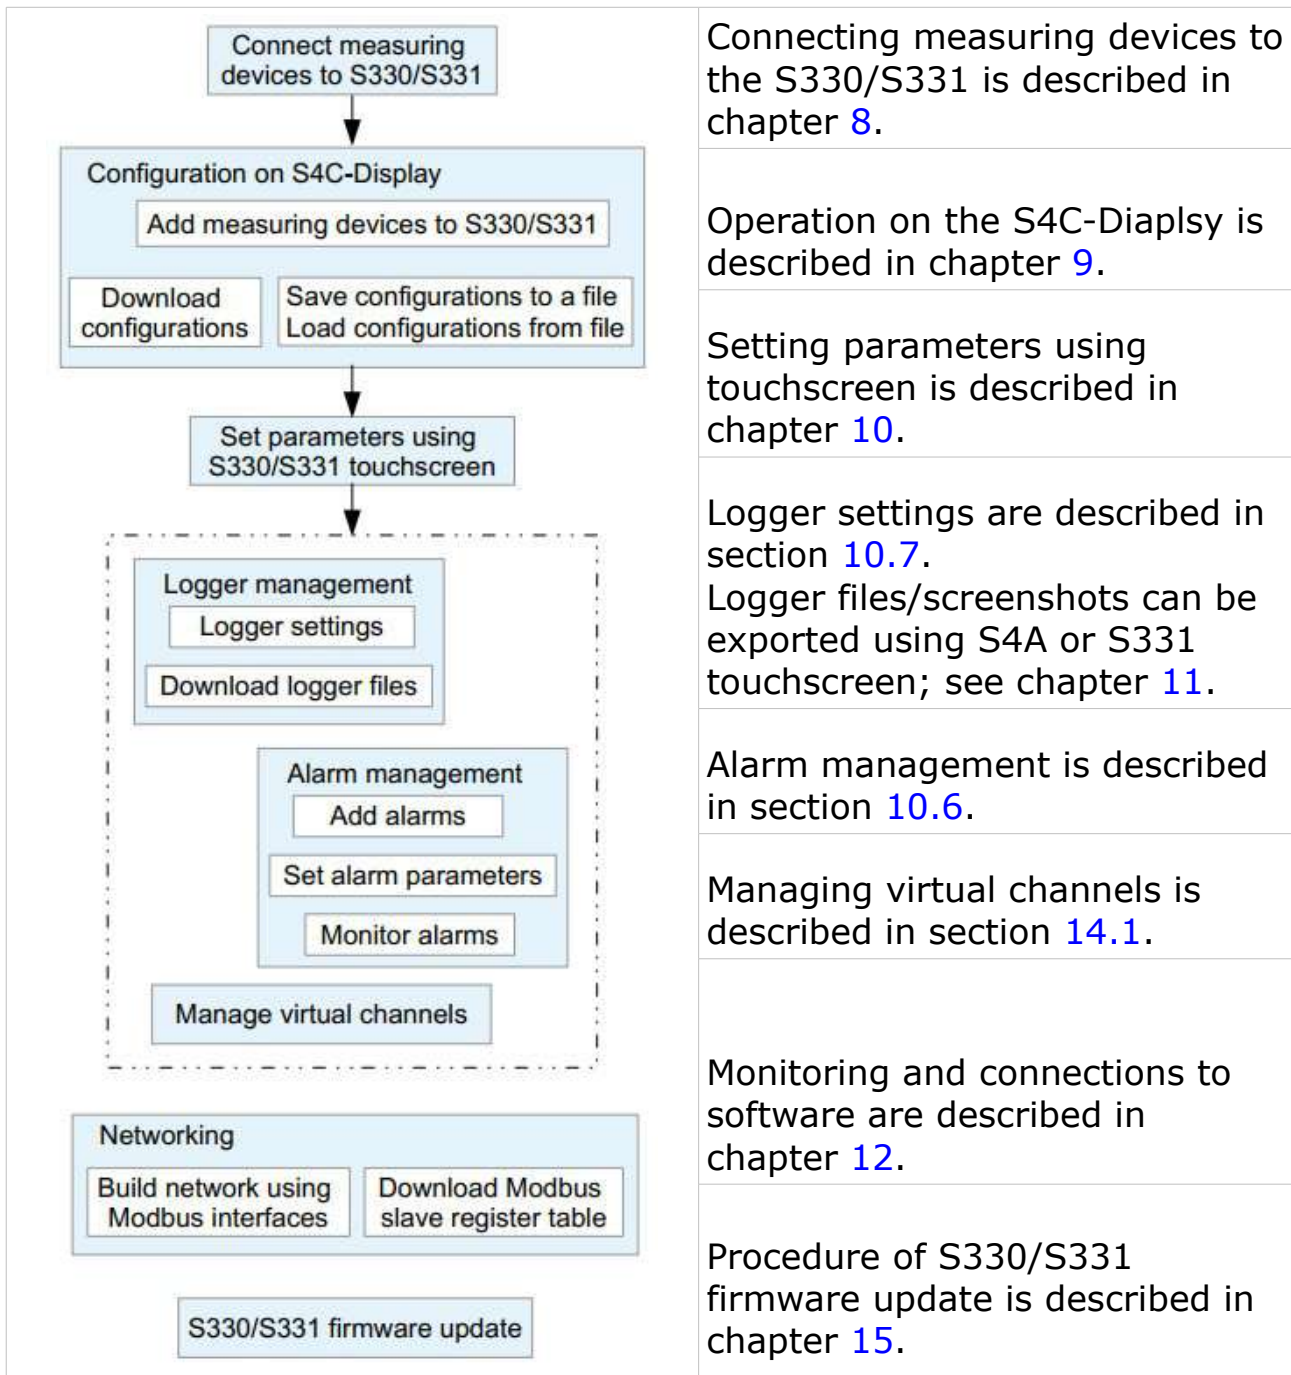 Connect measuring
devices to S330/S331
Configuration on S4C-Display
Add measuring devices to S330/S331
Download
configurations
Save configurations to a file
Load configurations from file
Set parameters using
S330/S331 touchscreen
Logger management
Logger settings
Download logger files
Alarm management
Add alarms
Set alarm parameters
Monitor alarms
Manage virtual channels
Networking
Build network using
Modbus interfaces
Download Modbus
slave register table
S330/S331 firmware update
Connecting measuring devices to
the S330/S331 is described in
chapter 8.
Operation on the S4C-Diaplsy is
described in chapter 9.
Setting parameters using
touchscreen is described in
chapter 10.
Logger settings are described in
section 10.7.
Logger files/screenshots can be
exported using S4A or S331
touchscreen; see chapter 11.
Alarm management is described
in section 10.6.
Managing virtual channels is
described in section 14.1.
Monitoring and connections to
software are described in
chapter 12.
Procedure of S330/S331
firmware update is described in
chapter 15.